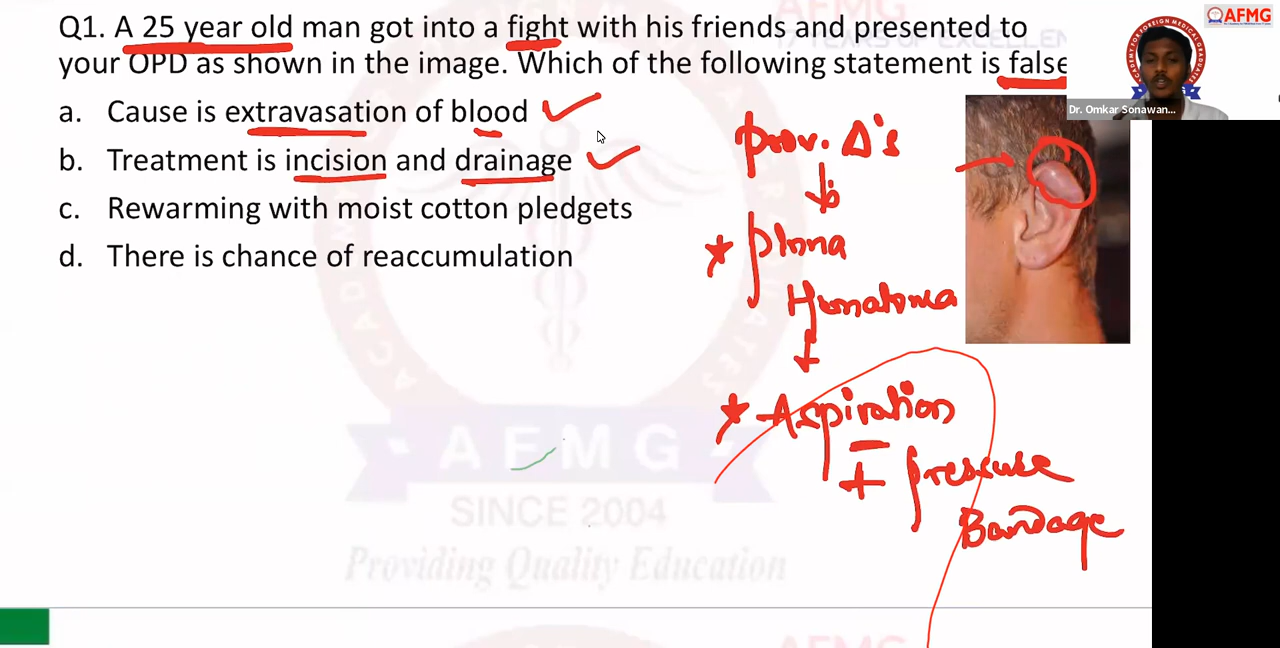 Q1. A 25 year old man got into a fight with his friends and presented to
your OPD as shown in the image. Which of the following statement is false
a. Cause is extravasation of blood
b. Treatment is incision and drainage
c. Rewarming with moist cotton pledgets
d. There is chance of reaccumulation
prov. Δ's
Pinna
Hematoma
Aspiration
+ pressure
Bandage
AFMG
Dr. Omkar Sonawan...
AFMG
SINCE 2004
Providing Quality Education